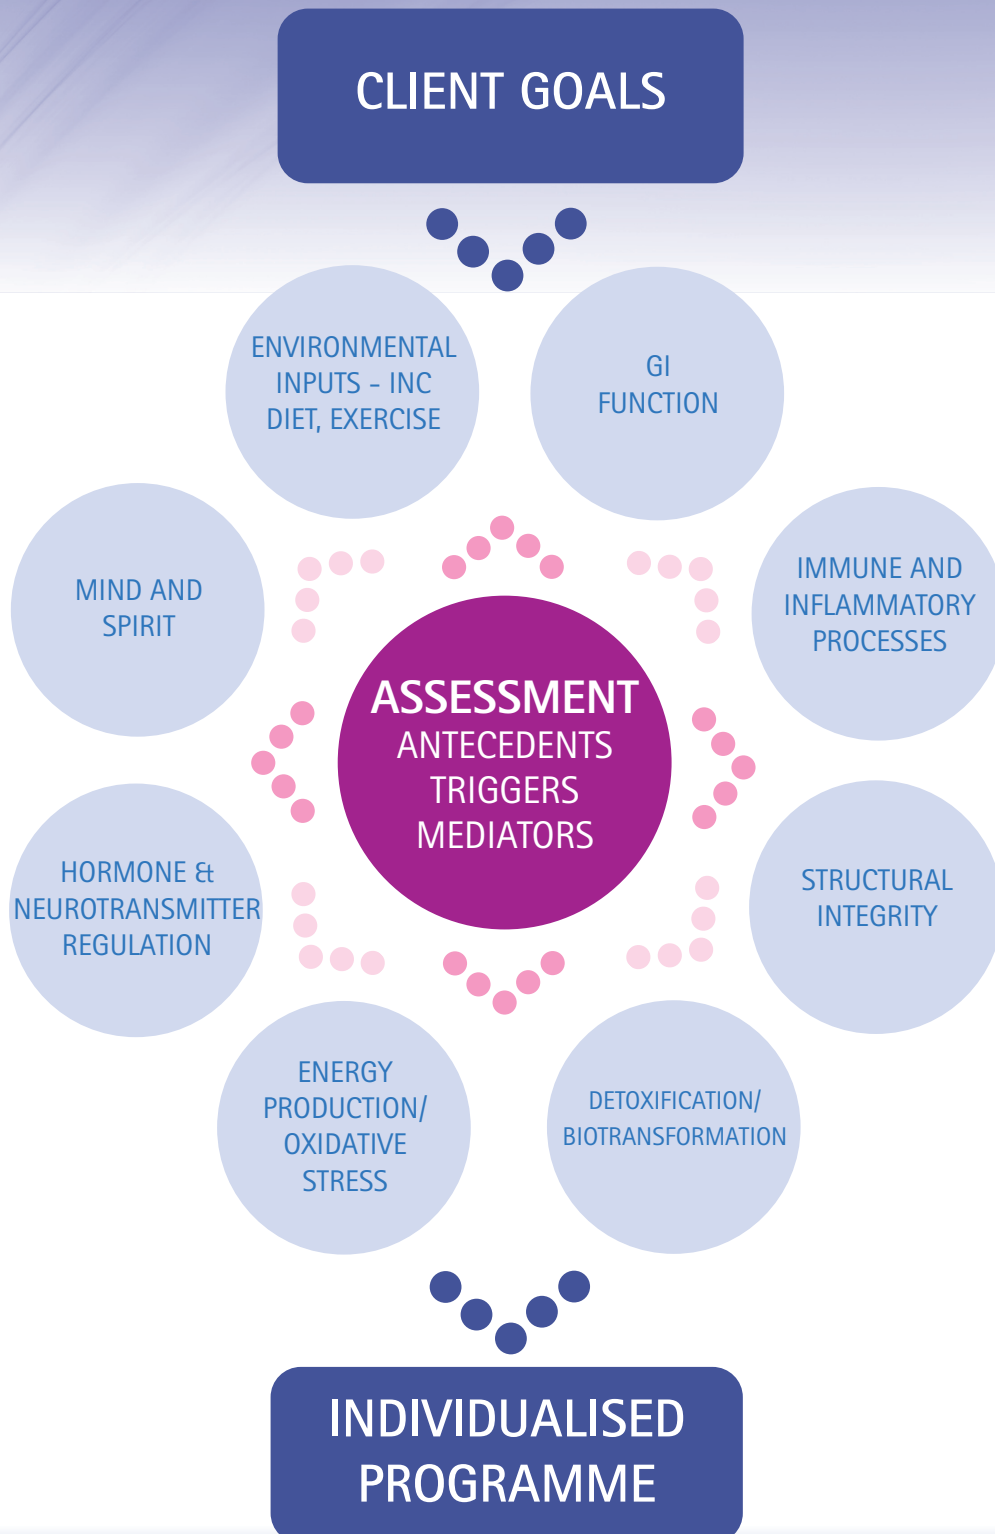 CLIENT GOALS
ENVIRONMENTAL
INPUTS - INC
DIET, EXERCISE
GI
FUNCTION
MIND AND
SPIRIT
IMMUNE AND
INFLAMMATORY
PROCESSES
ASSESSMENT
ANTECEDENTS
TRIGGERS
MEDIATORS
HORMONE &
NEUROTRANSMITTER
REGULATION
STRUCTURAL
INTEGRITY
ENERGY
PRODUCTION/
OXIDATIVE
STRESS
DETOXIFICATION/
BIOTRANSFORMATION
INDIVIDUALISED
PROGRAMME